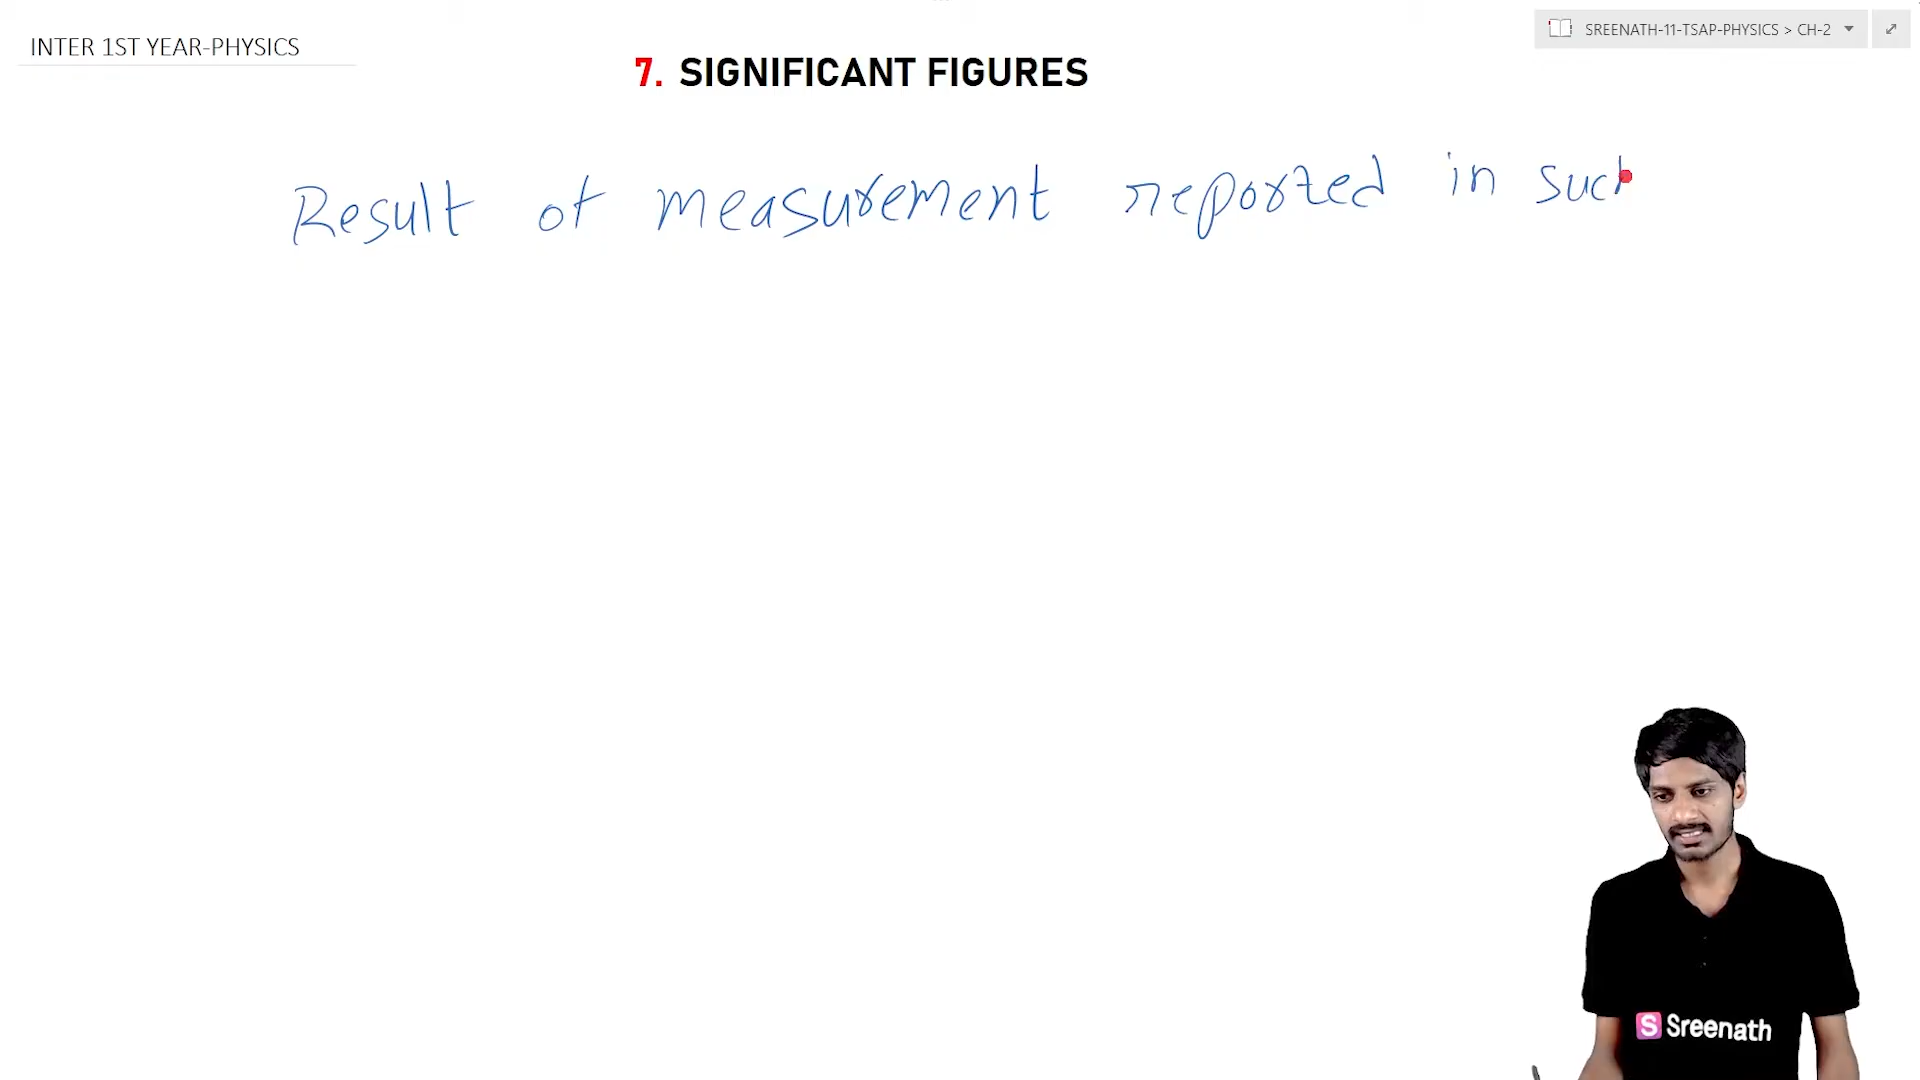 INTER 1ST YEAR-PHYSICS
SREENATH-11-TSAP-PHYSICS > CH-2
7. SIGNIFICANT FIGURES
Result of measurement reported in such
S Sreenath